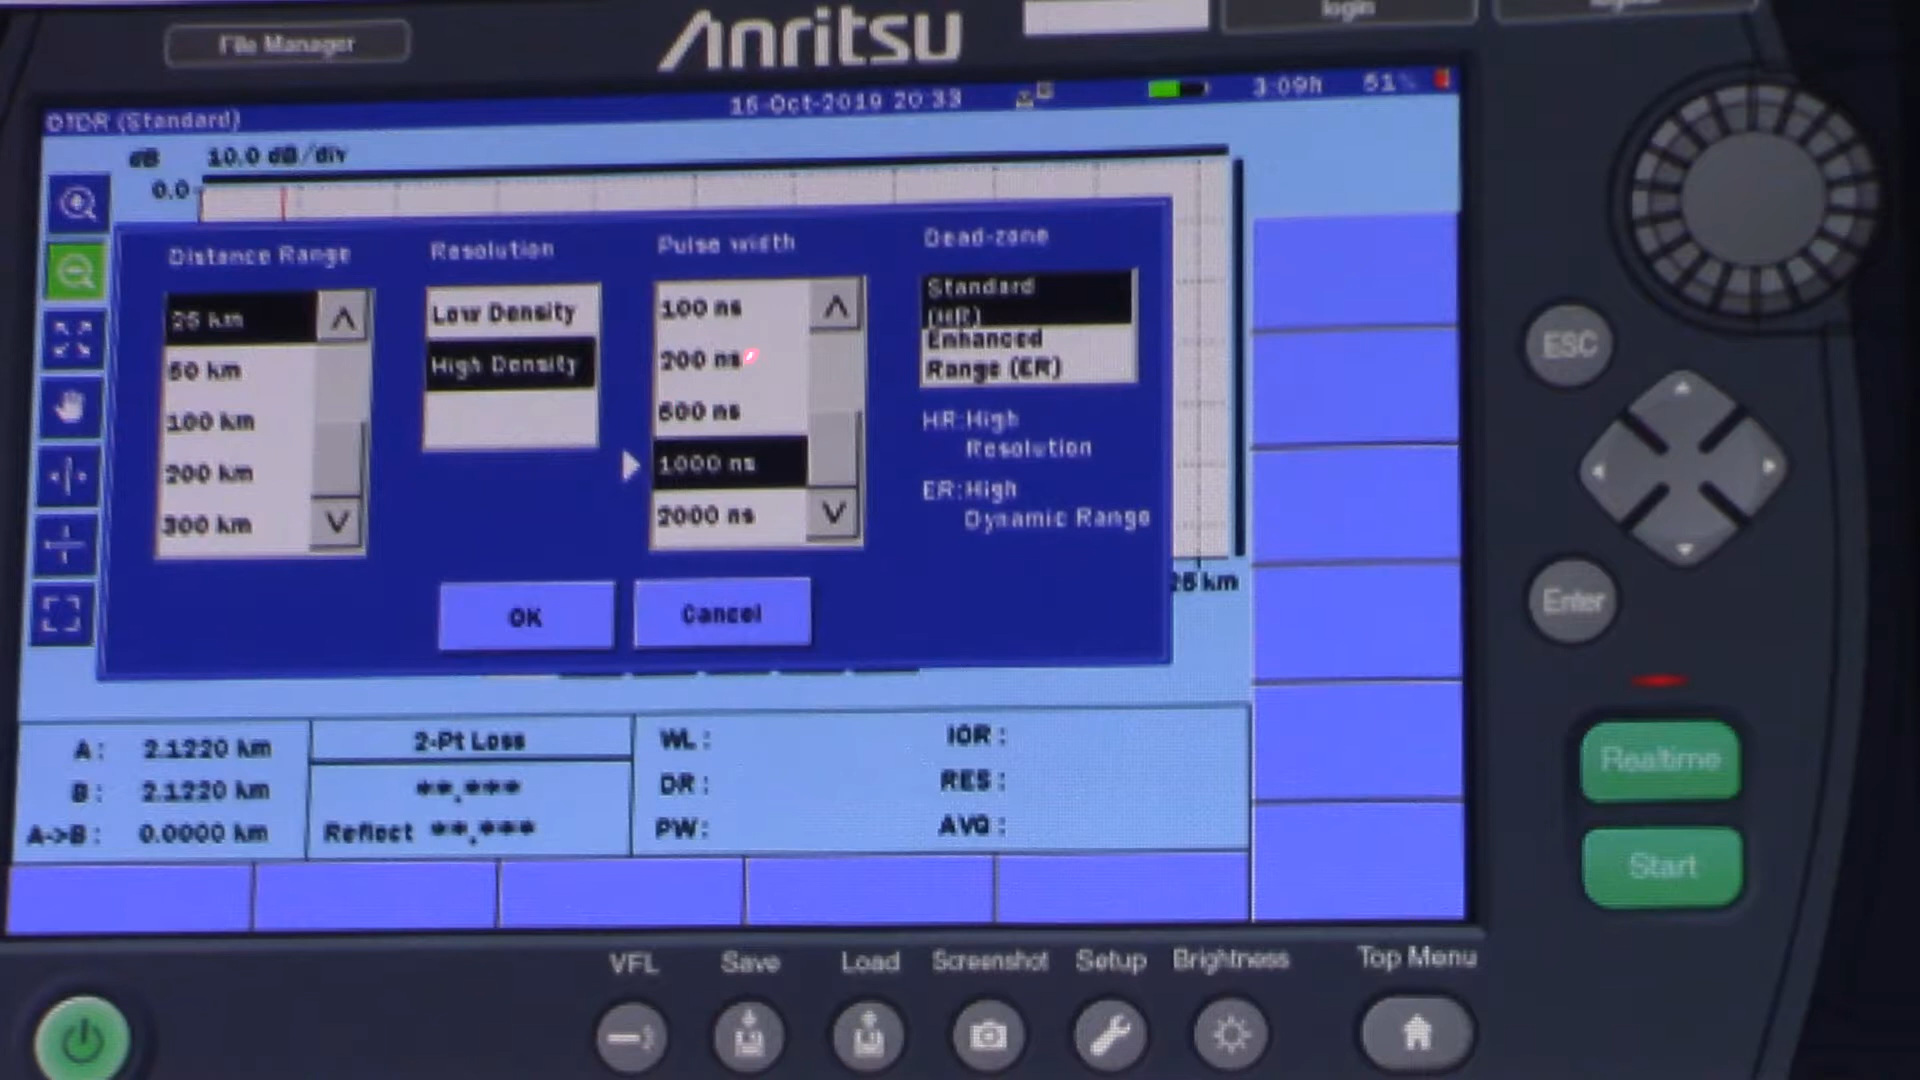 File Manager
Anritsu
login
OTDR (Standard)
16-Oct-2019 20:33
3:09h
51
dB
10.0 dB/div
0.0
Distance Range
Resolution
Pulse width
Dead-zone
25 km
50 km
100 km
200 km
300 km
Low Density
High Density
100 ns
200 ns
500 ns
1000 ns
2000 ns
Standard
(HR)
Enhanced
Range (ER)
HR:High
Resolution
ER:High
Dynamic Range
OK
Cancel
25 km
A: 2.1220 km
B: 2.1220 km
A->B: 0.0000 km
2-Pt Loss
**.***
Reflect **.***
WL:
DR:
PW:
IOR:
RES:
AVG:
ESC
Enter
Realtime
Start
VFL
Save
Load
Screenshot
Setup
Brightness
Top Menu